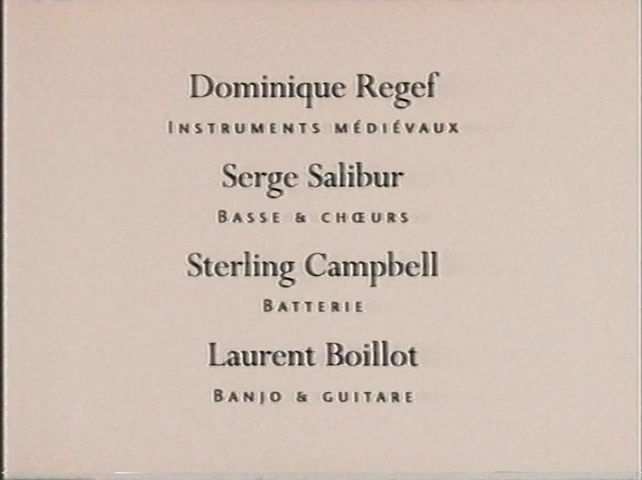 Dominique Regef
INSTRUMENTS MÉDIÉVAUX
Serge Salibur
BASSE & CHŒURS
Sterling Campbell
BATTERIE
Laurent Boillot
BANJO & GUITARE